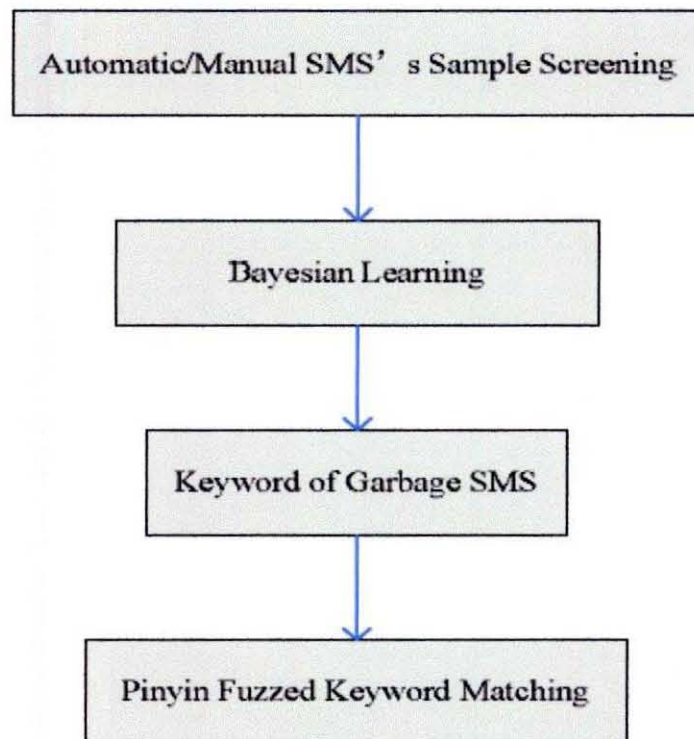 Automatic/Manual SMS’ s Sample Screening
Bayesian Learning
Keyword of Garbage SMS
Pinyin Fuzzed Keyword Matching